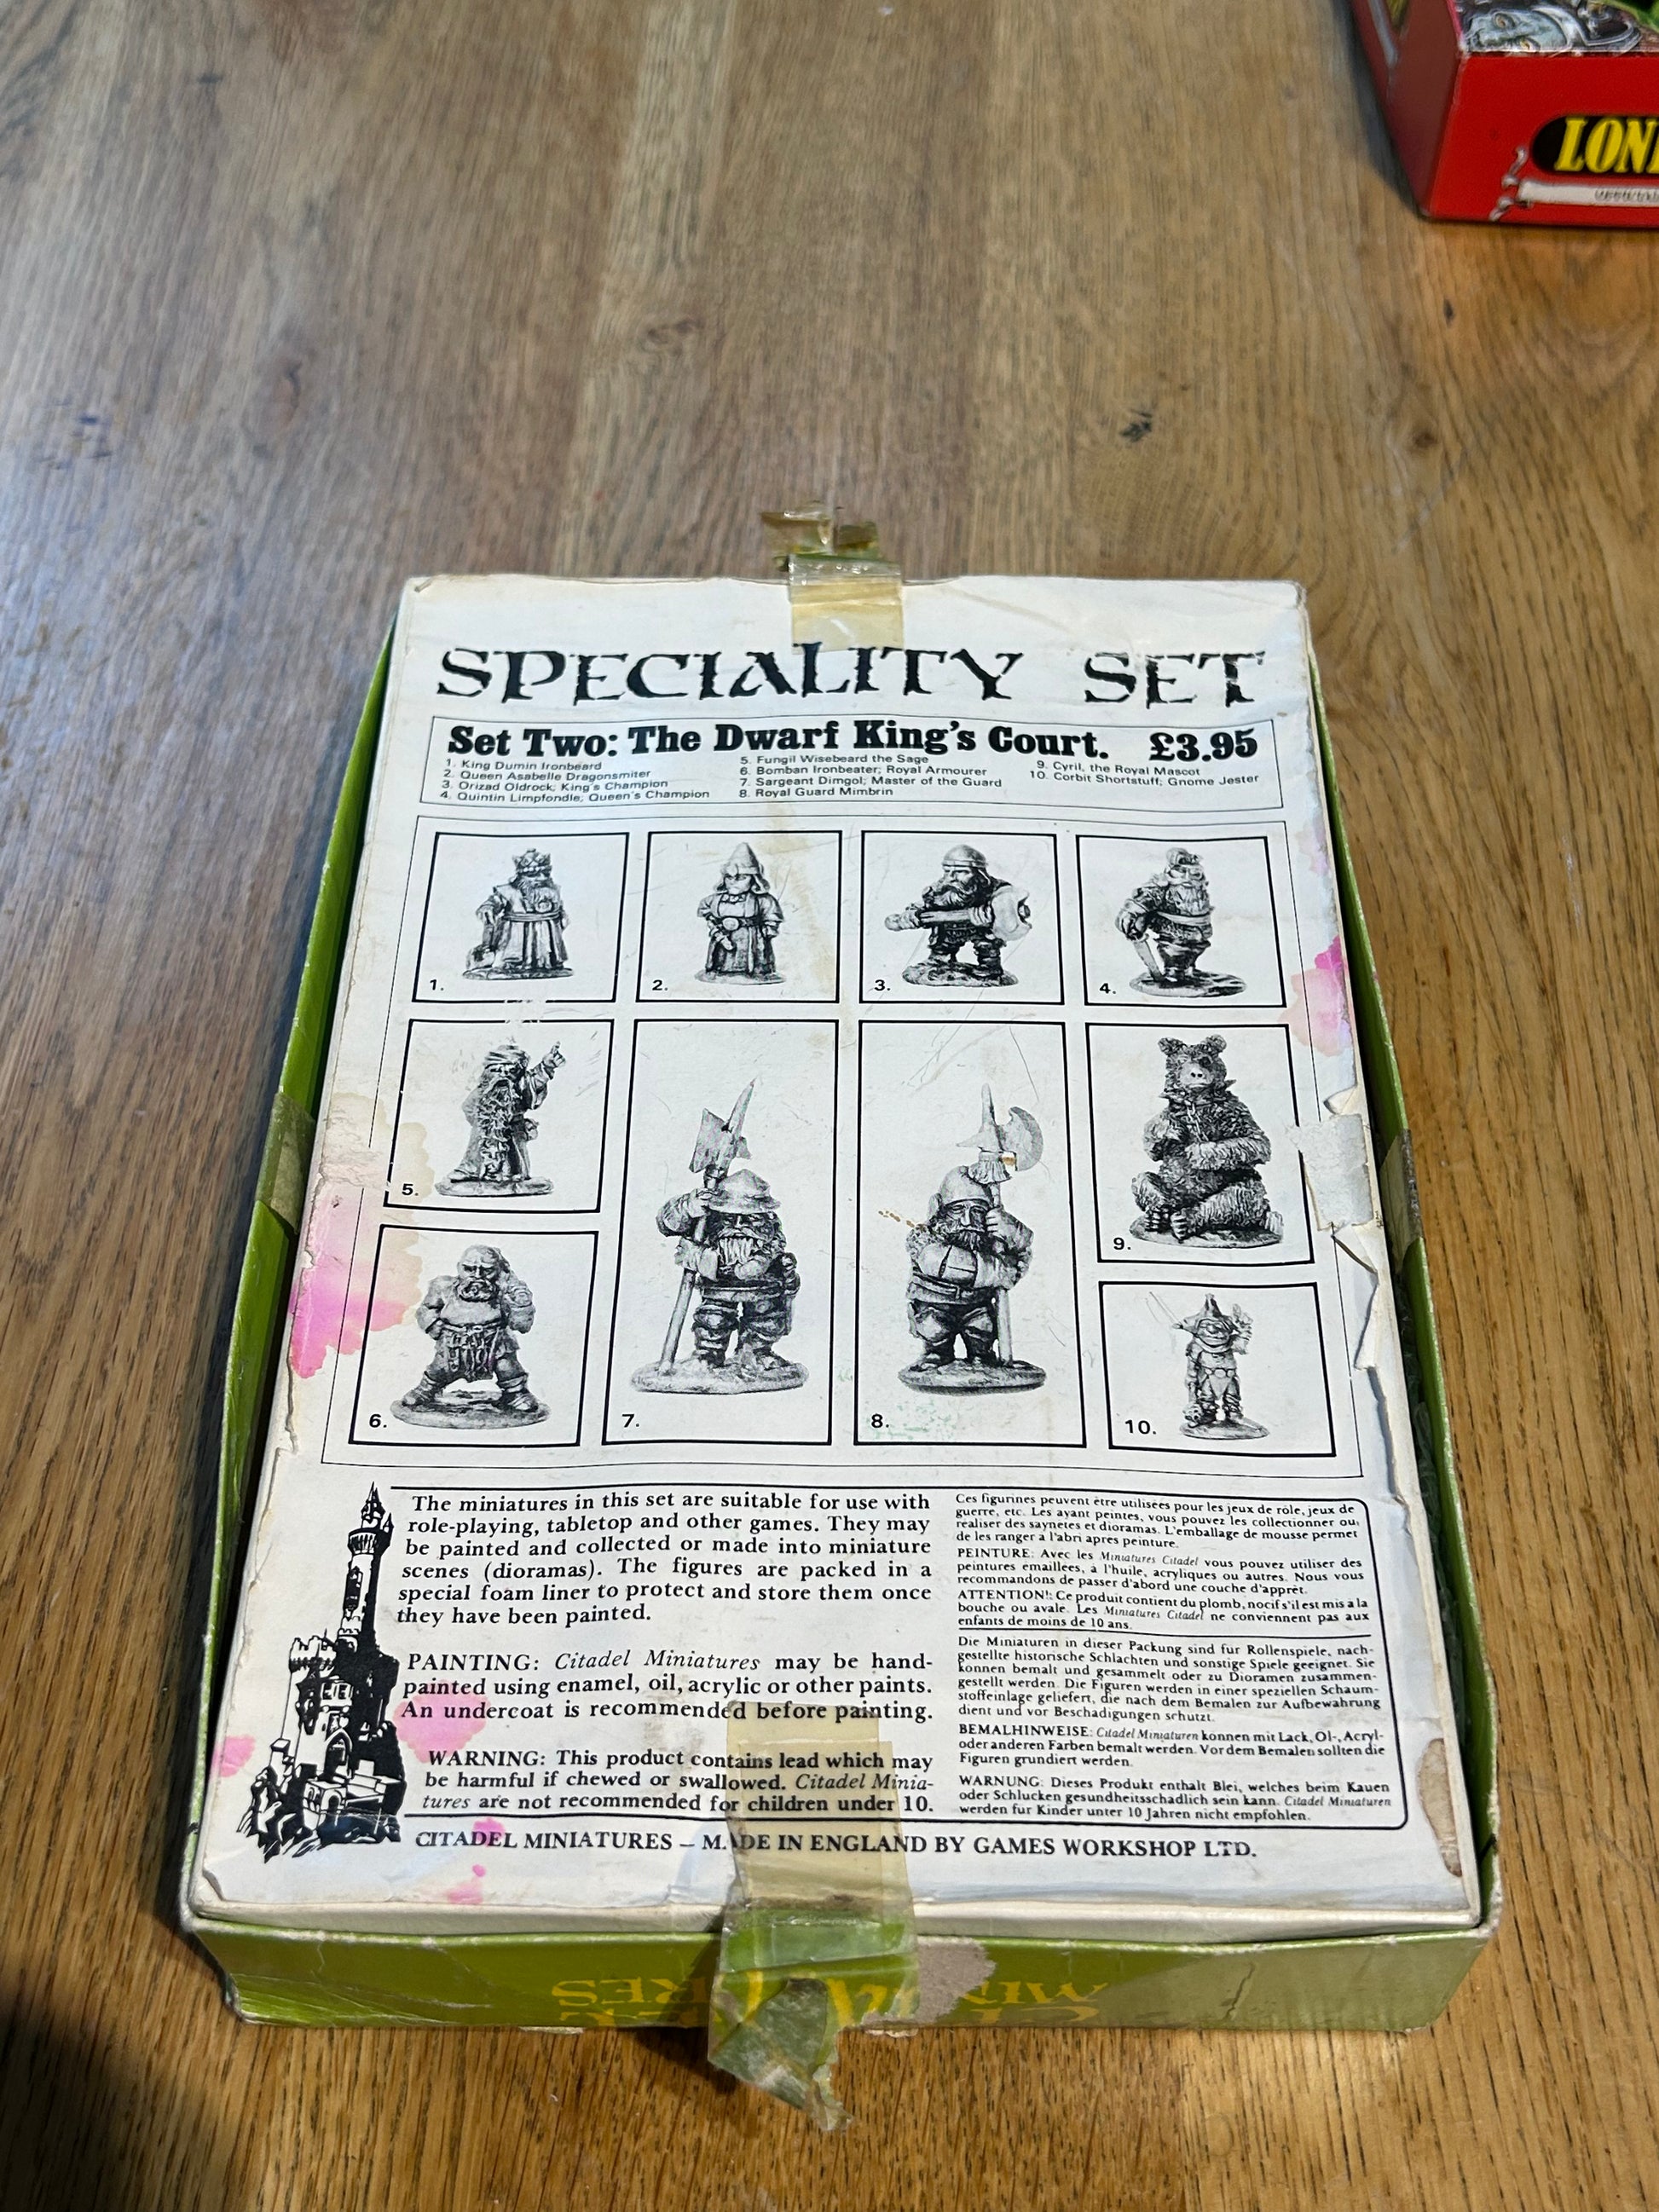 LON
SPECIALITY SET
Set Two: The Dwarf King's Court. £3.95
1. King Dumin Ironbeard
2. Queen Asabelle Dragonsmiter
3. Orizad Oldrock; King's Champion
4. Quintin Limpfondle; Queen's Champion
5. Fungil Wisebeard the Sage
6. Bomban Ironbeater; Royal Armourer
7. Sargeant Dimgol; Master of the Guard
8. Royal Guard Mimbrin
9. Cyril, the Royal Mascot
10. Corbit Shortstuff; Gnome Jester
1.
2.
3.
4.
5.
6.
7.
8.
9.
10.
The miniatures in this set are suitable for use with
role-playing, tabletop and other games. They may
be painted and collected or made into miniature
scenes (dioramas). The figures are packed in a
special foam liner to protect and store them once
they have been painted.
PAINTING: Citadel Miniatures may be hand-
painted using enamel, oil, acrylic or other paints.
An undercoat is recommended before painting.
WARNING: This product contains lead which may
be harmful if chewed or swallowed. Citadel Minia-
tures are not recommended for children under 10.
Ces figurines peuvent être utilisées pour les jeux de rôle, jeux de
guerre, etc. Les ayant peintes, vous pouvez les collectionner ou,
realiser des saynetes et dioramas. L'emballage de mousse permet
de les ranger a l'abri apres peinture.
PEINTURE: Avec les Miniatures Citadel vous pouvez utiliser des
peintures émaillées, à l'huile, acryliques ou autres. Nous vous
recommandons de passer d'abord une couche d'apprêt.
ATTENTION!: Ce produit contient du plomb, nocif s'il est mis a la
bouche ou avale. Les Miniatures Citadel ne conviennent pas aux
enfants de moins de 10 ans.
Die Miniaturen in dieser Packung sind für Rollenspiele, nach-
gestellte historische Schlachten und sonstige Spiele geeignet. Sie
konnen bemalt und gesammelt oder zu Dioramen zusammen-
gestellt werden. Die Figuren werden in einer speziellen Schaum-
stoffeinlage geliefert, die nach dem Bemalen zur Aufbewahrung
dient und vor Beschadigungen schutzt.
BEMALHINWEISE: Citadel Miniaturen konnen mit Lack, Ol-, Acryl-
oder anderen Farben bemalt werden. Vor dem Bemalen sollten die
Figuren grundiert werden.
WARNUNG: Dieses Produkt enthalt Blei, welches beim Kauen
oder Schlucken gesundheitsschadlich sein kann. Citadel Miniaturen
werden fur Kinder unter 10 Jahren nicht empfohlen.
CITADEL MINIATURES – MADE IN ENGLAND BY GAMES WORKSHOP LTD.